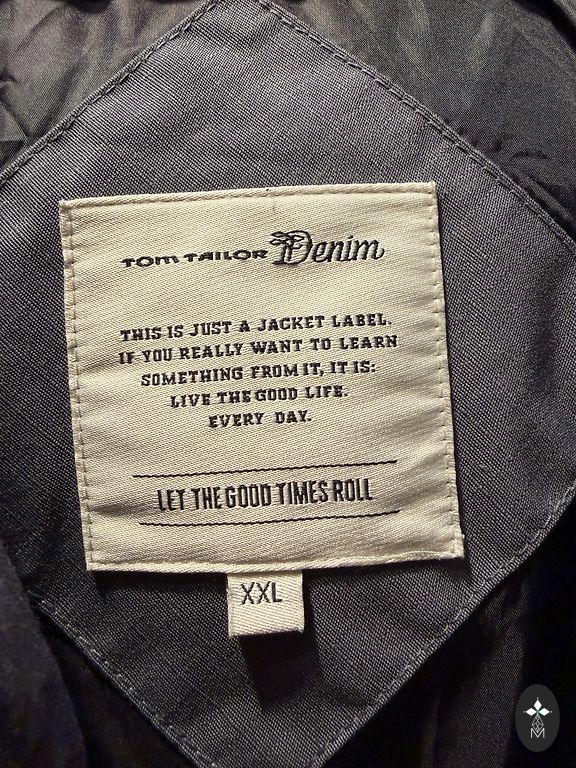 TOM TAILOR Denim
THIS IS JUST A JACKET LABEL.
IF YOU REALLY WANT TO LEARN
SOMETHING FROM IT, IT IS:
LIVE THE GOOD LIFE.
EVERY DAY.
LET THE GOOD TIMES ROLL
XXL